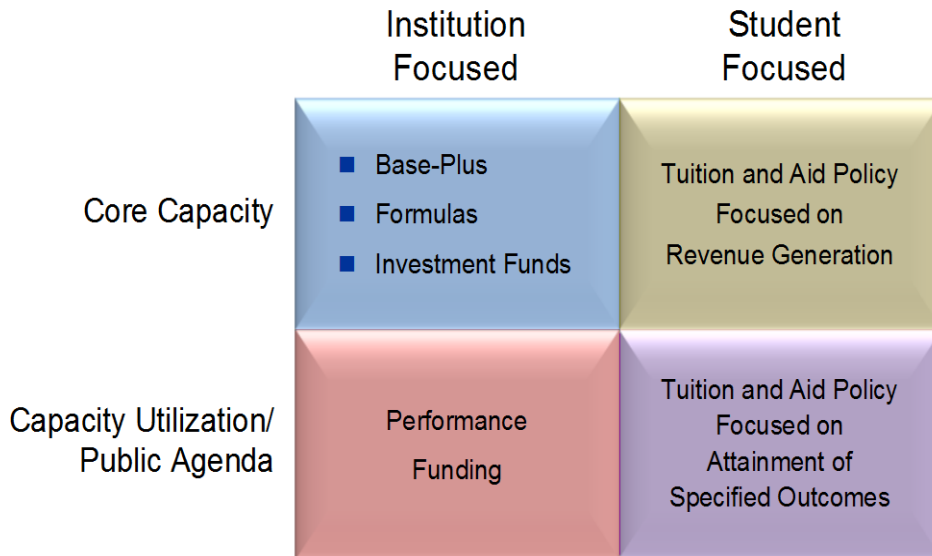 Institution
Focused
Student
Focused
Core Capacity
Base-Plus
Formulas
Investment Funds
Tuition and Aid Policy
Focused on
Revenue Generation
Capacity Utilization/
Public Agenda
Performance
Funding
Tuition and Aid Policy
Focused on
Attainment of
Specified Outcomes